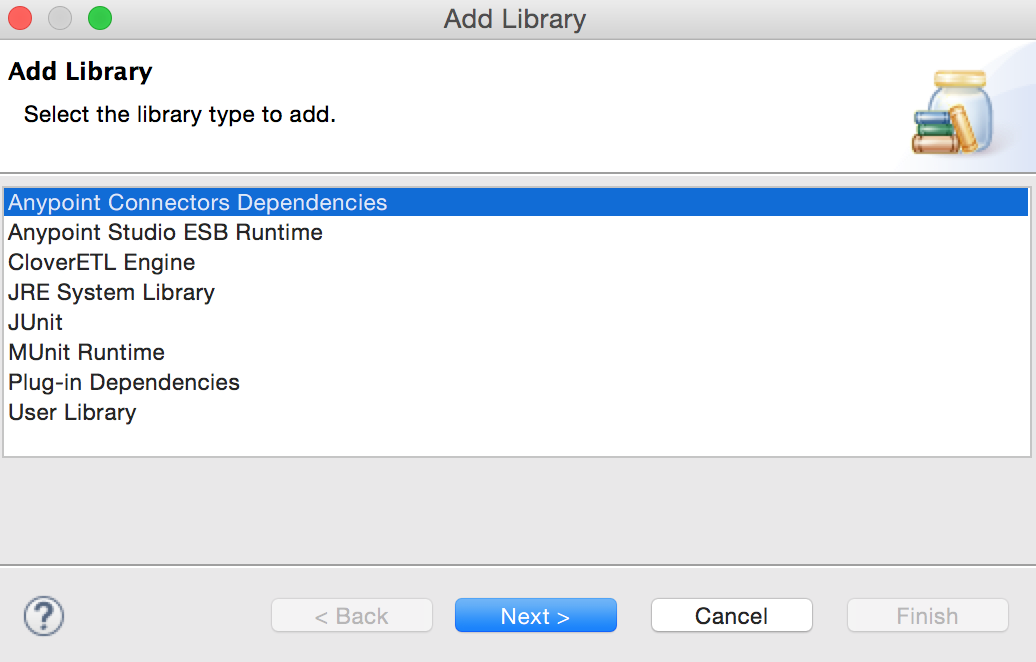 Add Library
Add Library
Select the library type to add.
Anypoint Connectors Dependencies
Anypoint Studio ESB Runtime
CloverETL Engine
JRE System Library
JUnit
MUnit Runtime
Plug-in Dependencies
User Library
?
< Back
Next >
Cancel
Finish